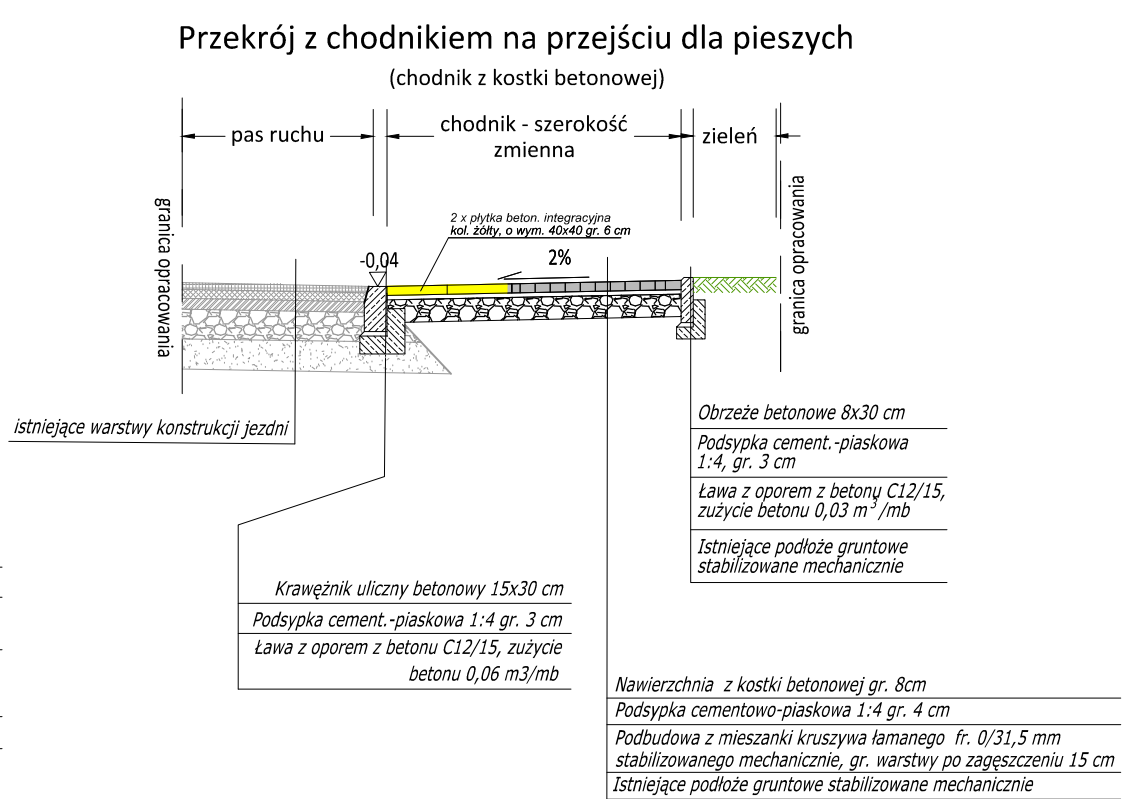 Przekrój z chodnikiem na przejściu dla pieszych
(chodnik z kostki betonowej)
pas ruchu
chodnik - szerokość
zmienna
zieleń
granica opracowania
granica opracowania
2 x płytka beton. integracyjna
kol. żółty, o wym. 40x40 gr. 6 cm
-0,04
2%
istniejące warstwy konstrukcji jezdni
Obrzeże betonowe 8x30 cm
Podsypka cement.-piaskowa
1:4, gr. 3 cm
Ława z oporem z betonu C12/15,
zużycie betonu 0,03 m³/mb
Istniejące podłoże gruntowe
stabilizowane mechanicznie
Krawężnik uliczny betonowy 15x30 cm
Podsypka cement.-piaskowa 1:4 gr. 3 cm
Ława z oporem z betonu C12/15, zużycie
betonu 0,06 m3/mb
Nawierzchnia z kostki betonowej gr. 8cm
Podsypka cementowo-piaskowa 1:4 gr. 4 cm
Podbudowa z mieszanki kruszywa łamanego fr. 0/31,5 mm
stabilizowanego mechanicznie, gr. warstwy po zagęszczeniu 15 cm
Istniejące podłoże gruntowe stabilizowane mechanicznie